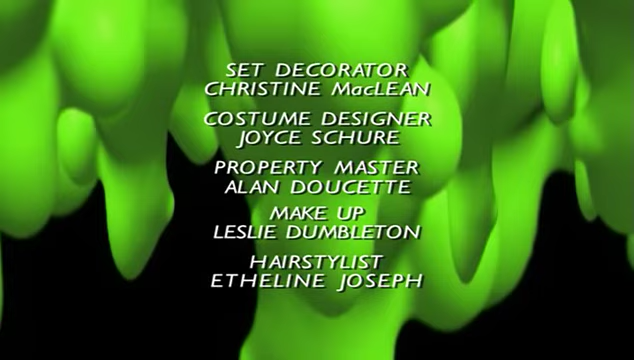 SET DECORATOR
CHRISTINE MacLEAN
COSTUME DESIGNER
JOYCE SCHURE
PROPERTY MASTER
ALAN DOUCETTE
MAKE UP
LESLIE DUMBLETON
HAIRSTYLIST
ETHELINE JOSEPH